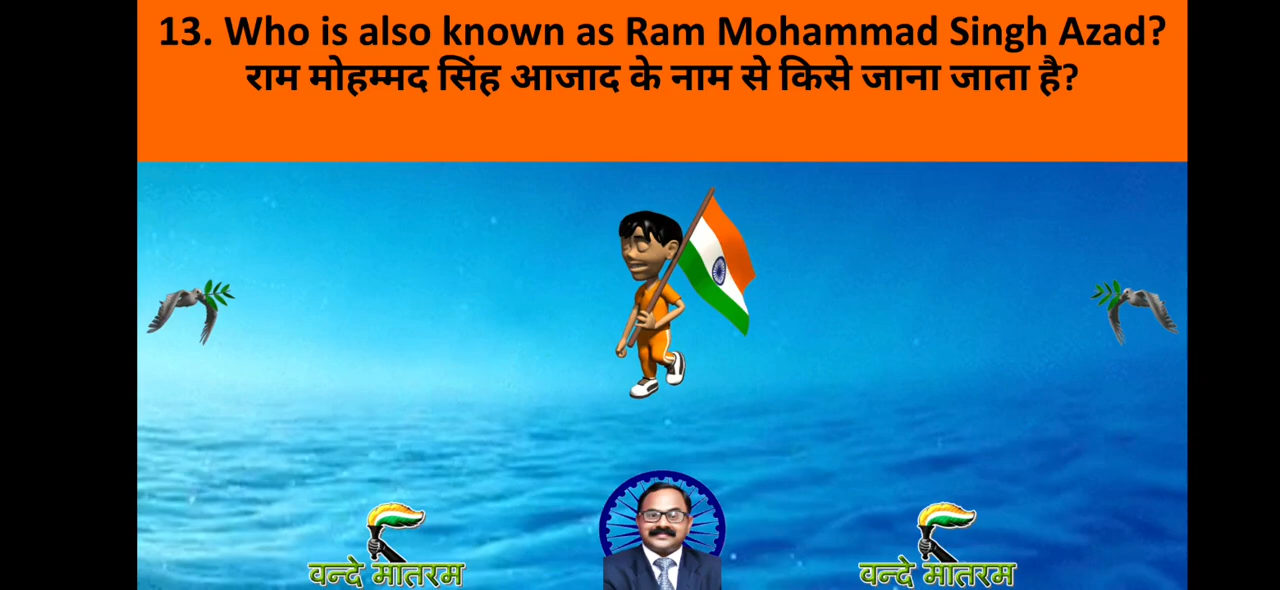 13. Who is also known as Ram Mohammad Singh Azad?
राम मोहम्मद सिंह आजाद के नाम से किसे जाना जाता है?
वन्दे मातरम
वन्दे मातरम